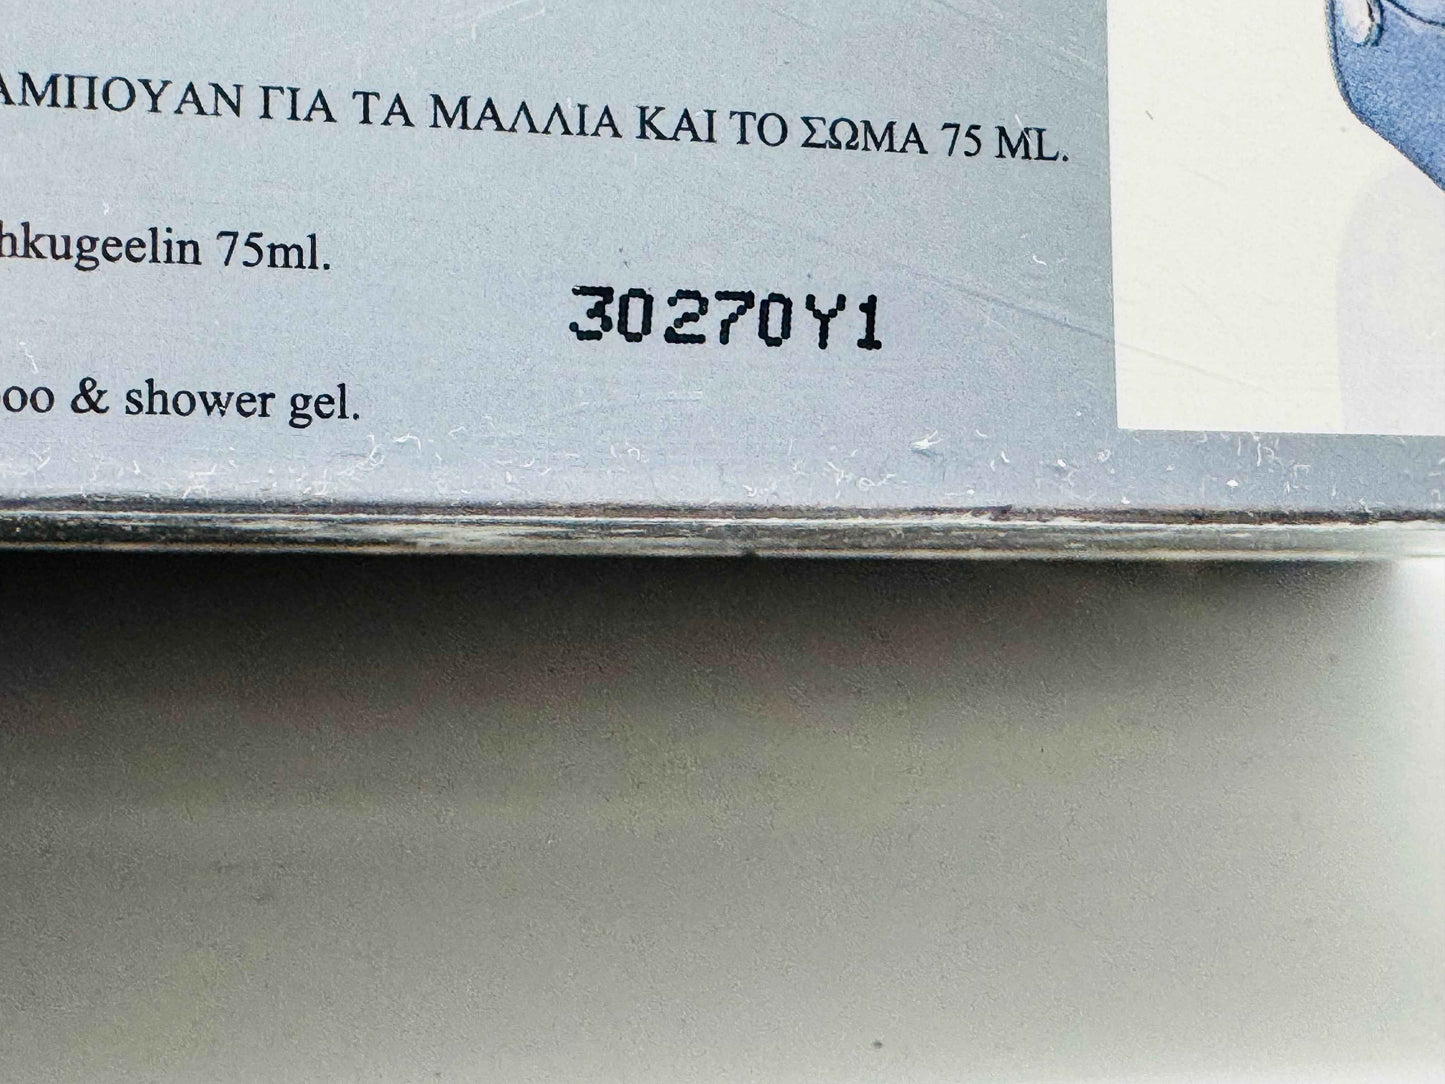 ΑΜΠΟΥΑΝ ΓΙΑ ΤΑ ΜΑΛΛΙΑ ΚΑΙ ΤΟ ΣΩΜΑ 75 ML.
hkugeelin 75ml.
30270Y1
oo & shower gel.